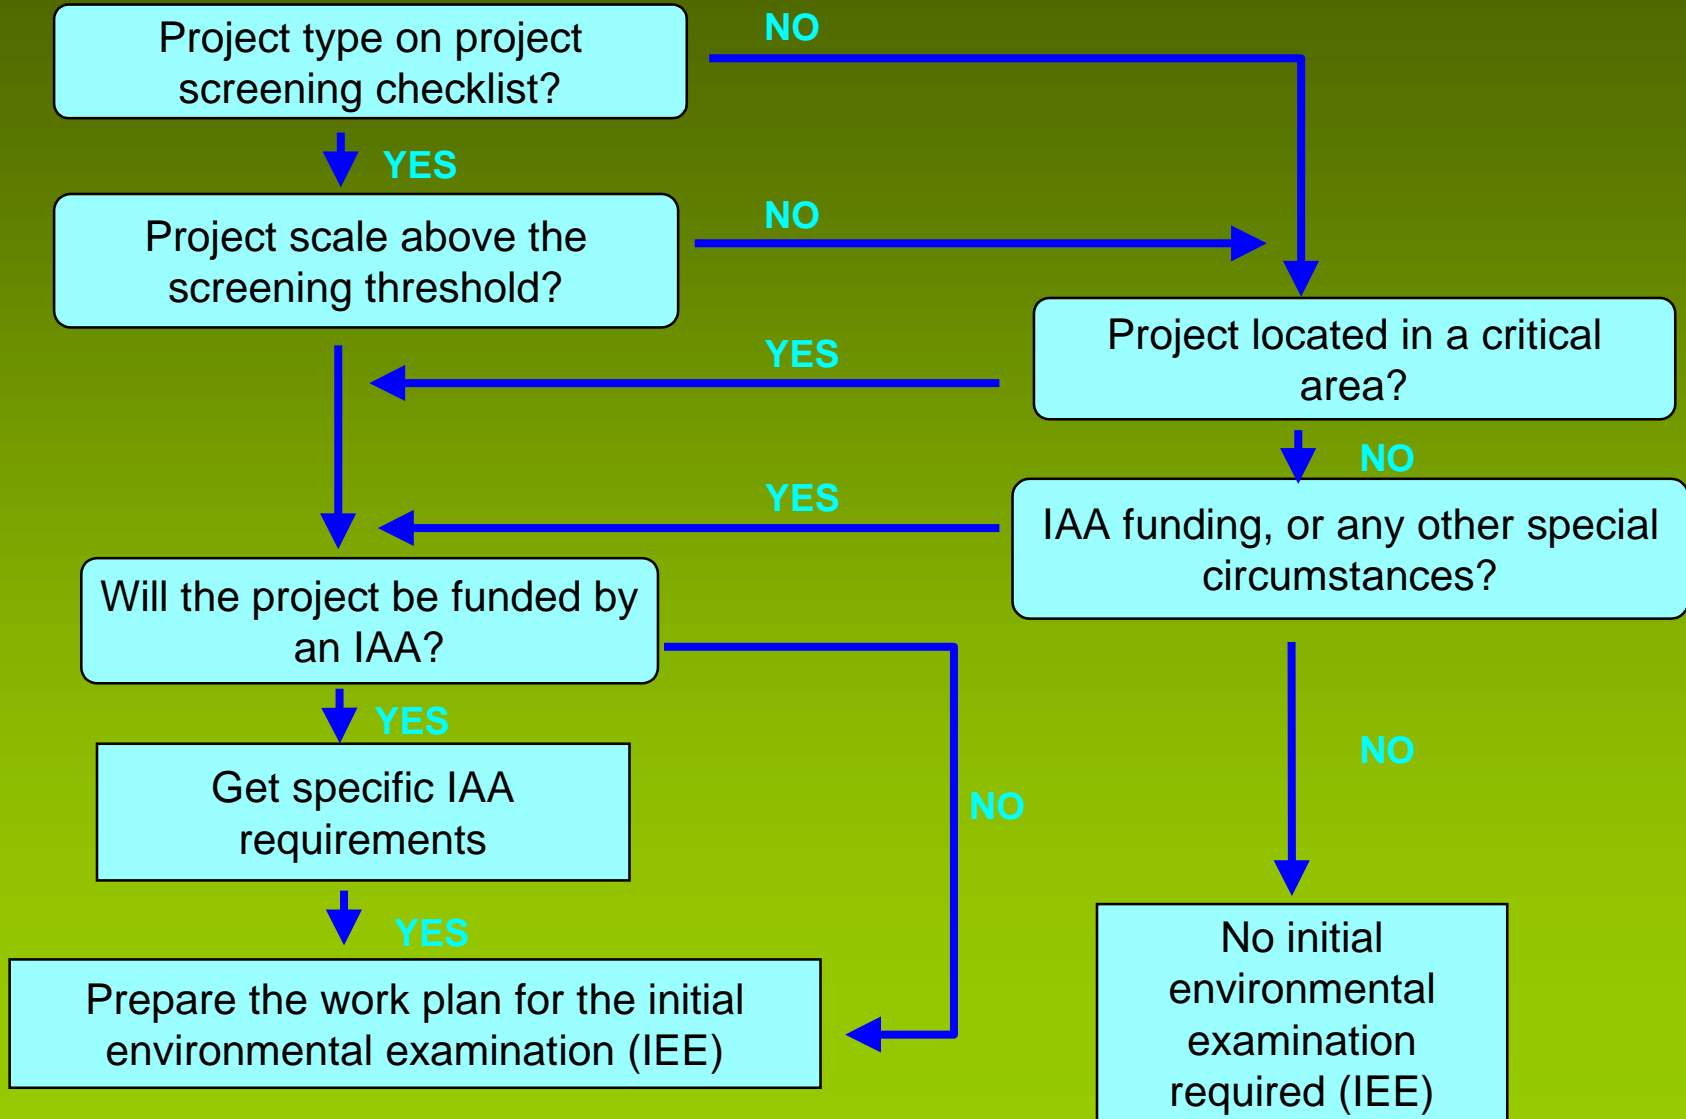 Project type on project
screening checklist?
NO
YES
Project scale above the
screening threshold?
NO
Project located in a critical
area?
YES
NO
IAA funding, or any other special
circumstances?
YES
Will the project be funded by
an IAA?
YES
NO
NO
Get specific IAA
requirements
YES
Prepare the work plan for the initial
environmental examination (IEE)
No initial
environmental
examination
required (IEE)